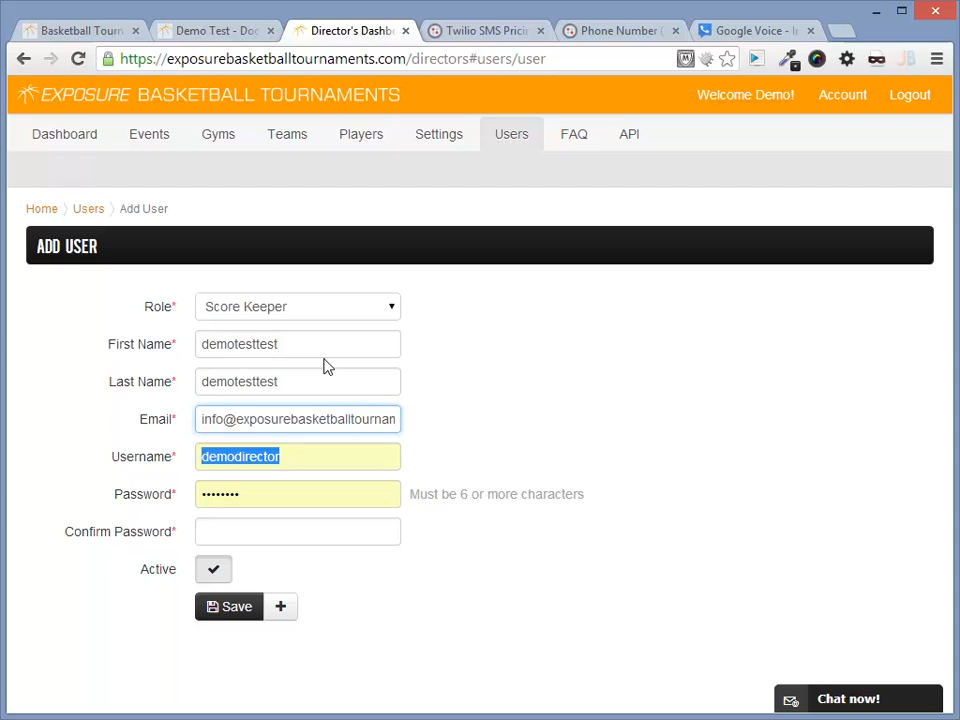 Basketball Tourn
Demo Test - Doc
Director's Dashb
Twilio SMS Pricin
Phone Number (
Google Voice - In
https://exposurebasketballtournaments.com/directors#users/user
EXPOSURE BASKETBALL TOURNAMENTS
Welcome Demo! Account Logout
Dashboard Events Gyms Teams Players Settings Users FAQ API
Home Users Add User
ADD USER
Role* Score Keeper
First Name* demotesttest
Last Name* demotesttest
Email* info@exposurebasketballtournam
Username* demodirector
Password* •••••••• Must be 6 or more characters
Confirm Password*
Active
Save +
Chat now!